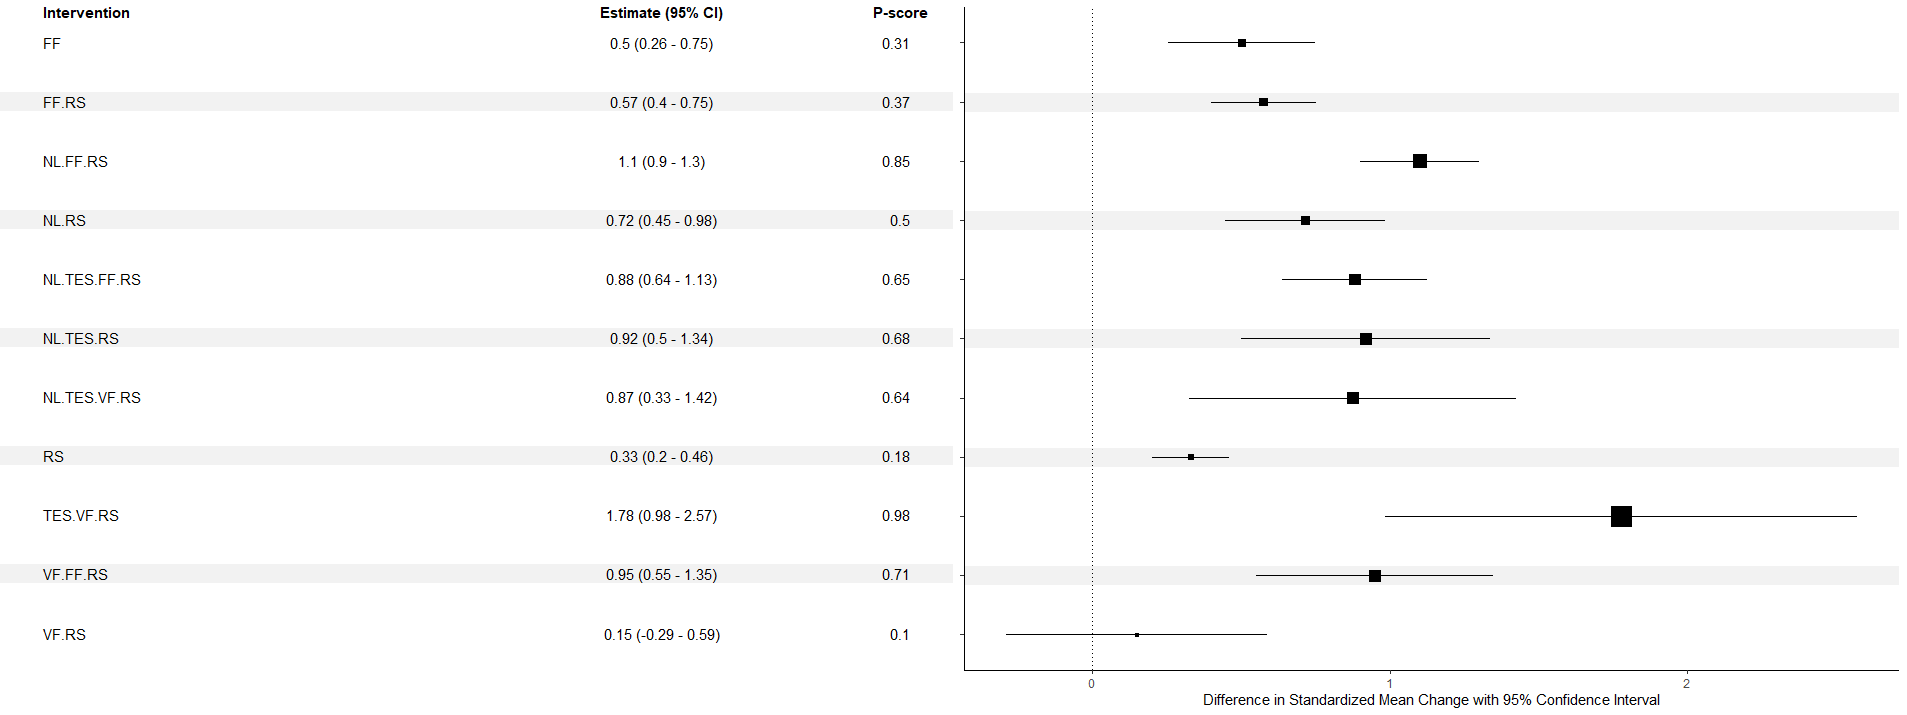 Intervention Estimate (95% CI) P-score
FF 0.5 (0.26 - 0.75) 0.31
FF.RS 0.57 (0.4 - 0.75) 0.37
NL.FF.RS 1.1 (0.9 - 1.3) 0.85
NL.RS 0.72 (0.45 - 0.98) 0.5
NL.TES.FF.RS 0.88 (0.64 - 1.13) 0.65
NL.TES.RS 0.92 (0.5 - 1.34) 0.68
NL.TES.VF.RS 0.87 (0.33 - 1.42) 0.64
RS 0.33 (0.2 - 0.46) 0.18
TES.VF.RS 1.78 (0.98 - 2.57) 0.98
VF.FF.RS 0.95 (0.55 - 1.35) 0.71
VF.RS 0.15 (-0.29 - 0.59) 0.1
0 1 2
Difference in Standardized Mean Change with 95% Confidence Interval